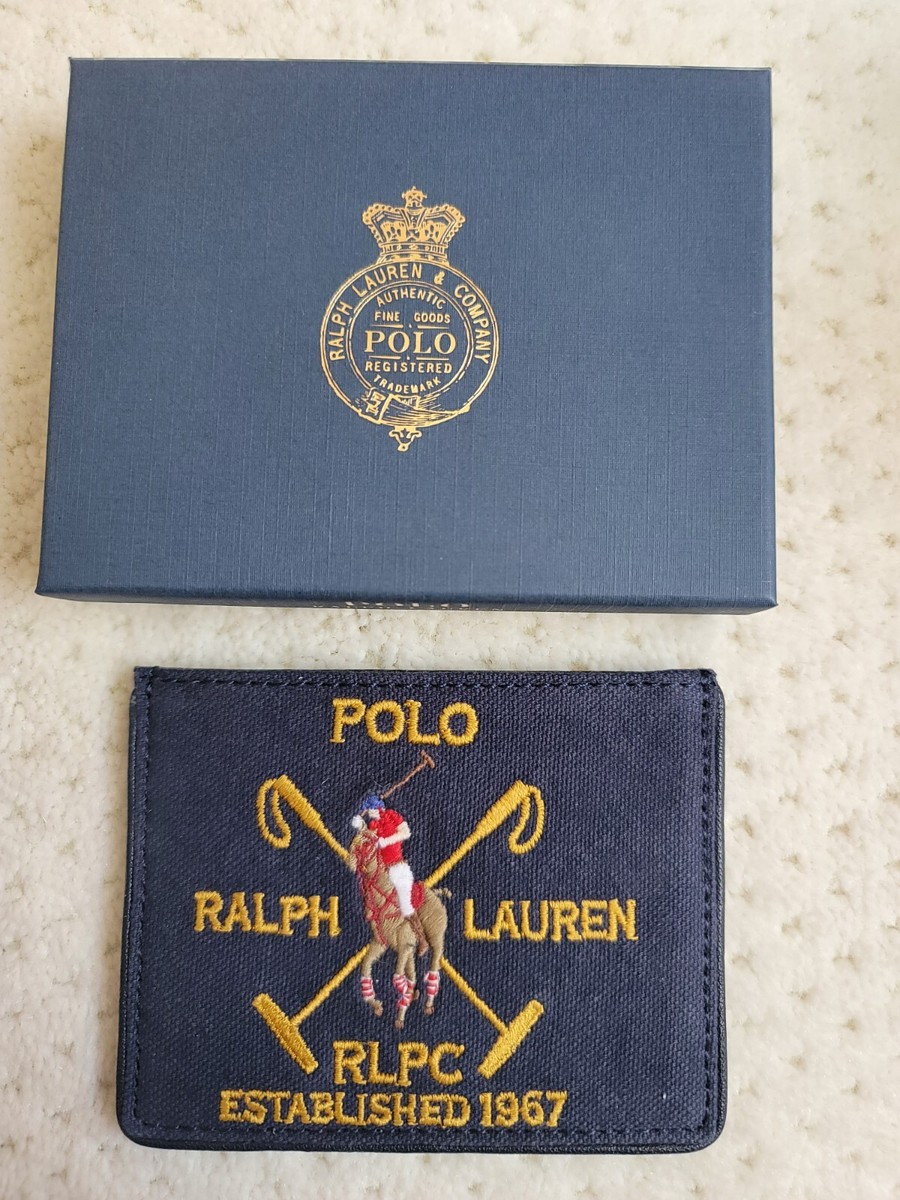 RALPH LAUREN & COMPANY
AUTHENTIC
FINE GOODS
POLO
REGISTERED
TRADEMARK
POLO
RALPH LAUREN
RLPC
ESTABLISHED 1967